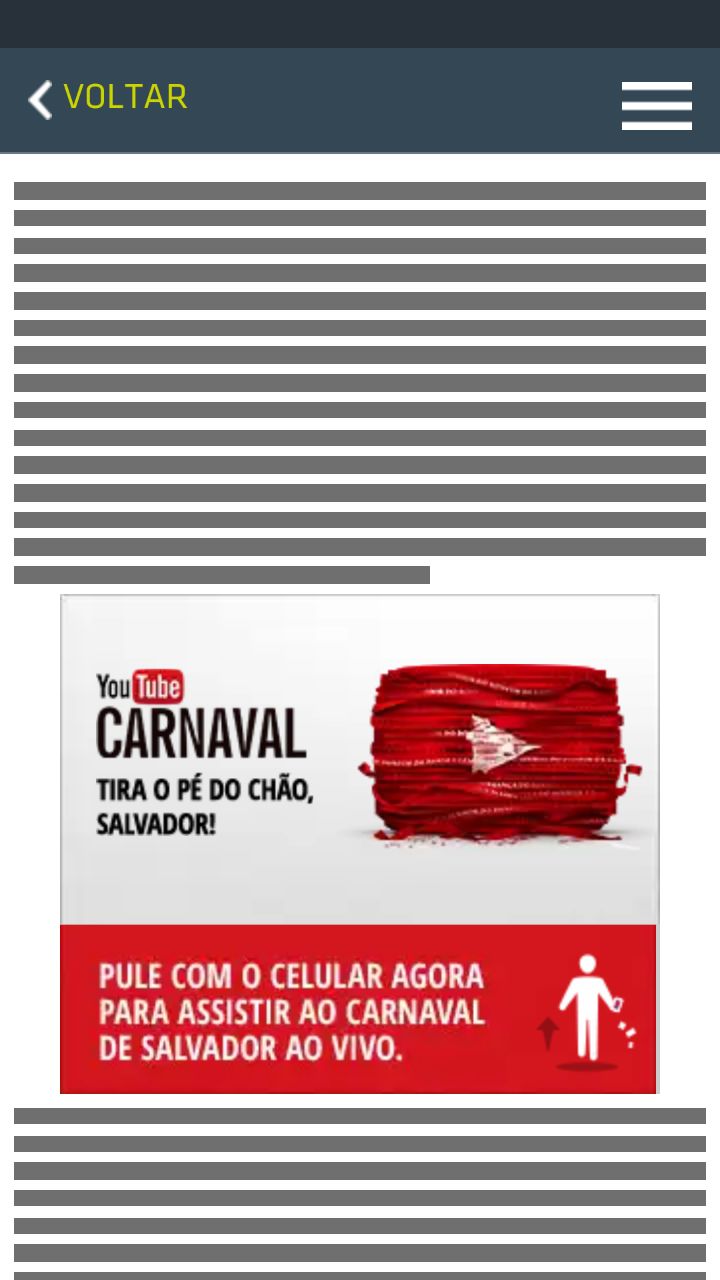 VOLTAR
YouTube
CARNAVAL
TIRA O PÉ DO CHÃO,
SALVADOR!
PULE COM O CELULAR AGORA
PARA ASSISTIR AO CARNAVAL
DE SALVADOR AO VIVO.